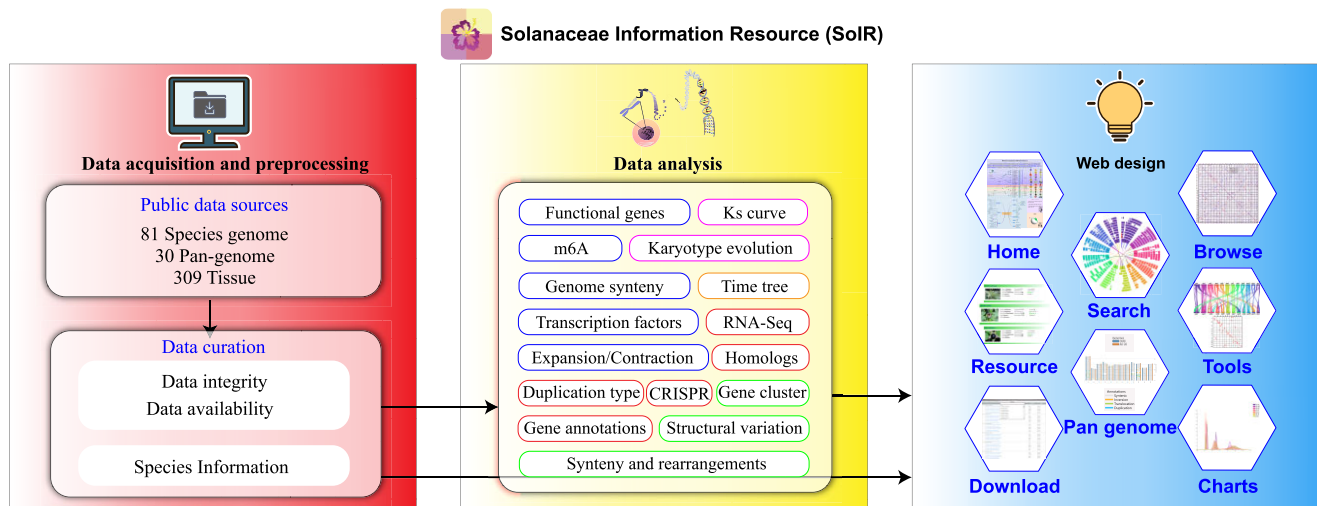 Solanaceae Information Resource (SolR)
Data acquisition and preprocessing
Public data sources
81 Species genome
30 Pan-genome
309 Tissue
Data curation
Data integrity
Data availability
Species Information
Data analysis
Functional genes
Ks curve
m6A
Karyotype evolution
Genome synteny
Time tree
Transcription factors
RNA-Seq
Expansion/Contraction
Homologs
Duplication type
CRISPR
Gene cluster
Gene annotations
Structural variation
Synteny and rearrangements
Web design
Home
Browse
Search
Resource
Tools
Pan genome
Download
Charts